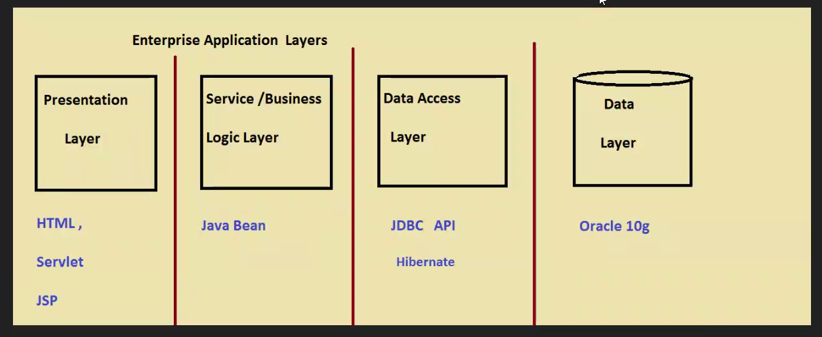 Enterprise Application Layers
Presentation
Layer
Service /Business
Logic Layer
Data Access
Layer
Data
Layer
HTML ,
Servlet
JSP
Java Bean
JDBC API
Hibernate
Oracle 10g